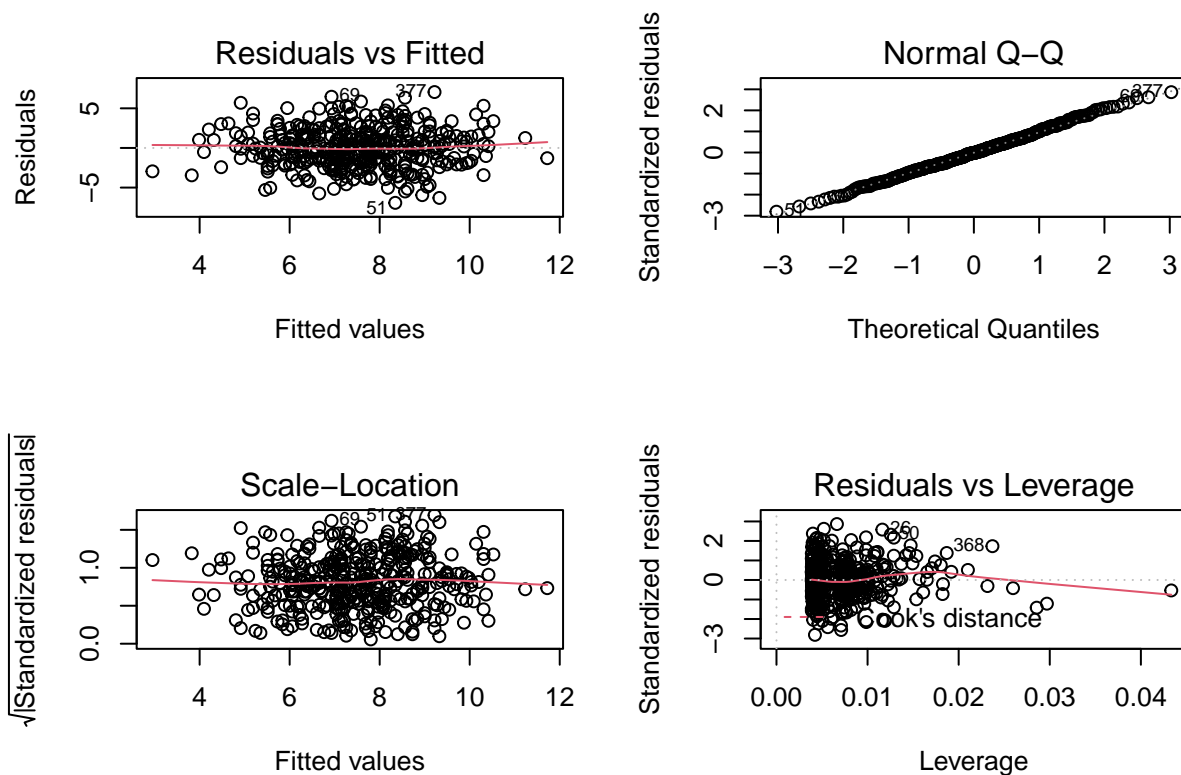 Residuals vs Fitted
Residuals
5
−5
69
377
51
4 6 8 10 12
Fitted values
Normal Q−Q
Standardized residuals
2
0
−3
377
51
−3 −2 −1 0 1 2 3
Theoretical Quantiles
Scale−Location
√|Standardized residuals|
1.0
0.0
69
51
377
4 6 8 10 12
Fitted values
Residuals vs Leverage
Standardized residuals
2
0
−3
26
368
Cook's distance
0.00 0.01 0.02 0.03 0.04
Leverage